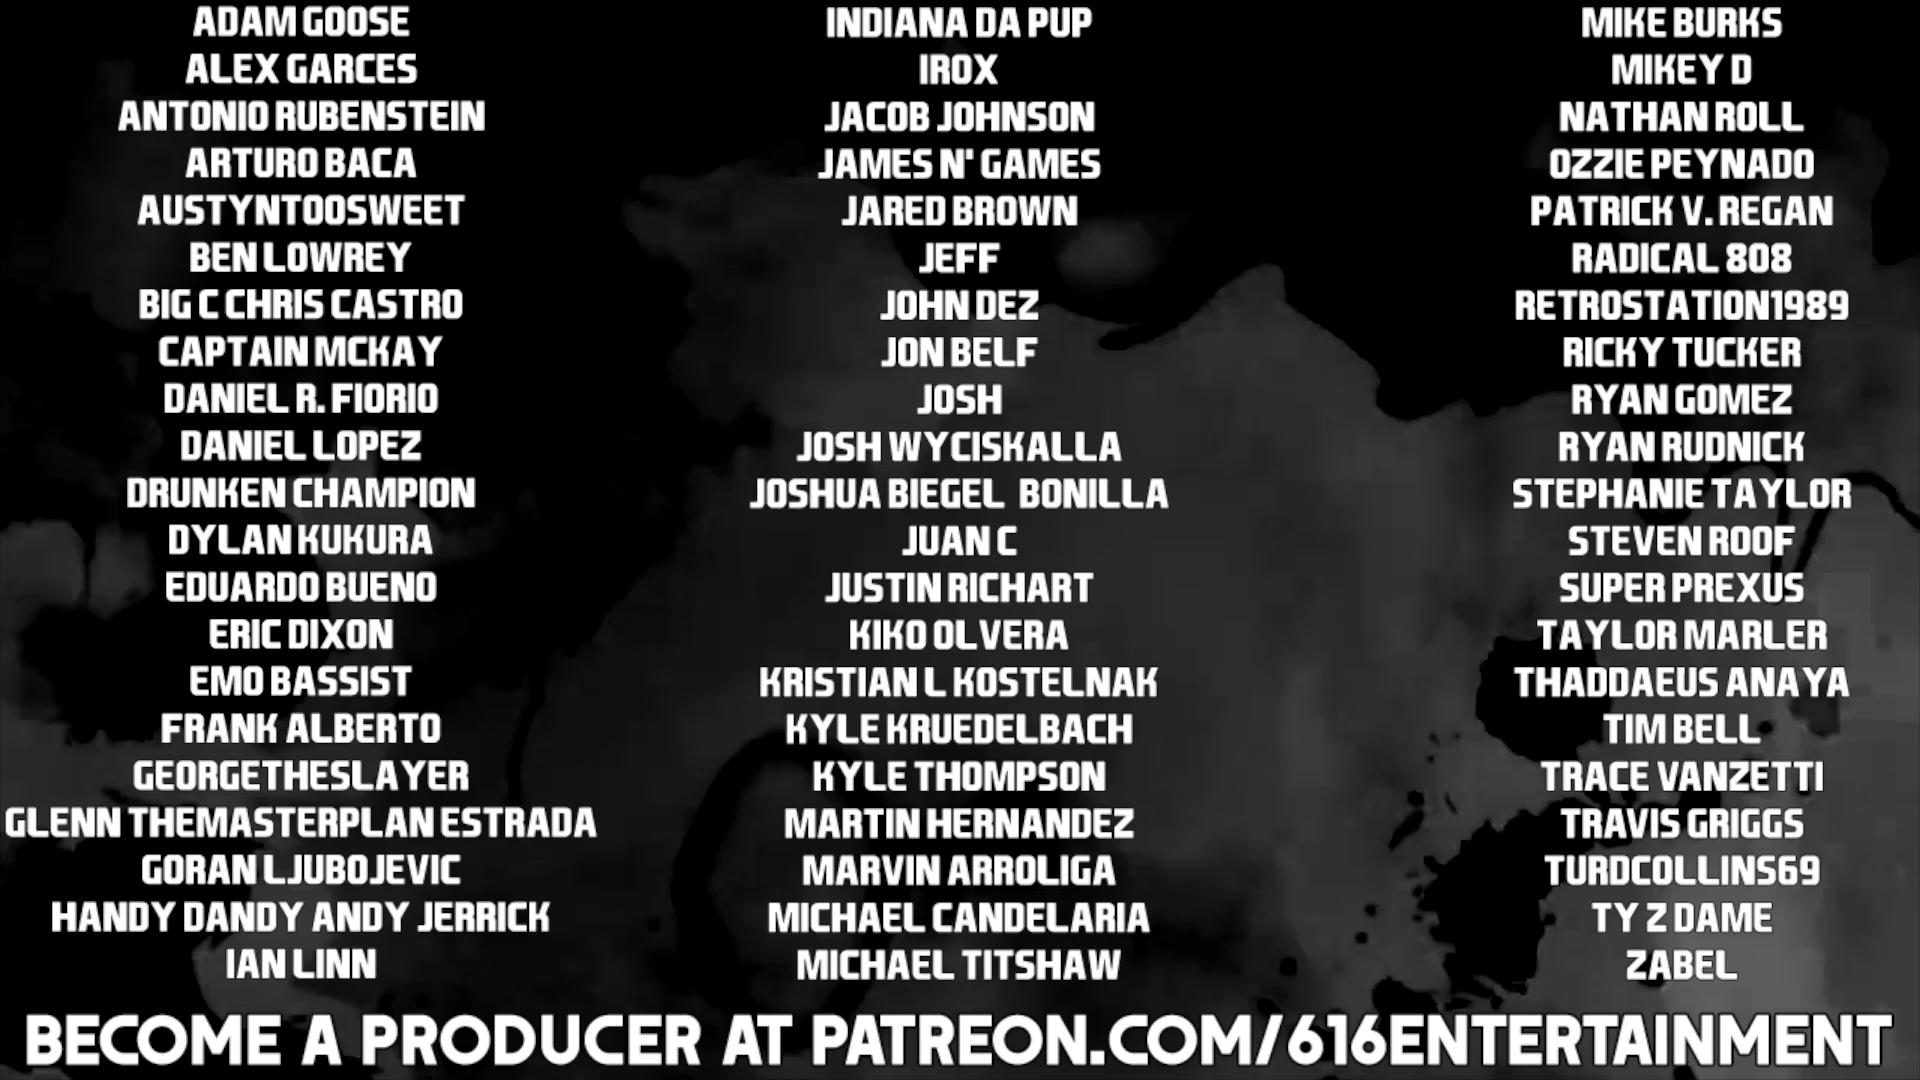 ADAM GOOSE
ALEX GARCES
ANTONIO RUBENSTEIN
ARTURO BACA
AUSTYNTOOSWEET
BEN LOWREY
BIG C CHRIS CASTRO
CAPTAIN MCKAY
DANIEL R. FIORIO
DANIEL LOPEZ
DRUNKEN CHAMPION
DYLAN KUKURA
EDUARDO BUENO
ERIC DIXON
EMO BASSIST
FRANK ALBERTO
GEORGETHESLAYER
GLENN THEMASTERPLAN ESTRADA
GORAN LJUBOJEVIC
HANDY DANDY ANDY JERRICK
IAN LINN
INDIANA DA PUP
IROX
JACOB JOHNSON
JAMES N' GAMES
JARED BROWN
JEFF
JOHN DEZ
JON BELF
JOSH
JOSH WYCISKALLA
JOSHUA BIEGEL BONILLA
JUAN C
JUSTIN RICHART
KIKO OLVERA
KRISTIAN L KOSTELNAK
KYLE KRUEDELBACH
KYLE THOMPSON
MARTIN HERNANDEZ
MARVIN ARROLIGA
MICHAEL CANDELARIA
MICHAEL TITSHAW
MIKE BURKS
MIKEY D
NATHAN ROLL
OZZIE PEYNADO
PATRICK V. REGAN
RADICAL 808
RETROSTATION1989
RICKY TUCKER
RYAN GOMEZ
RYAN RUDNICK
STEPHANIE TAYLOR
STEVEN ROOF
SUPER PREXUS
TAYLOR MARLER
THADDAEUS ANAYA
TIM BELL
TRACE VANZETTI
TRAVIS GRIGGS
TURDCOLLINS69
TY Z DAME
ZABEL
BECOME A PRODUCER AT PATREON.COM/616ENTERTAINMENT